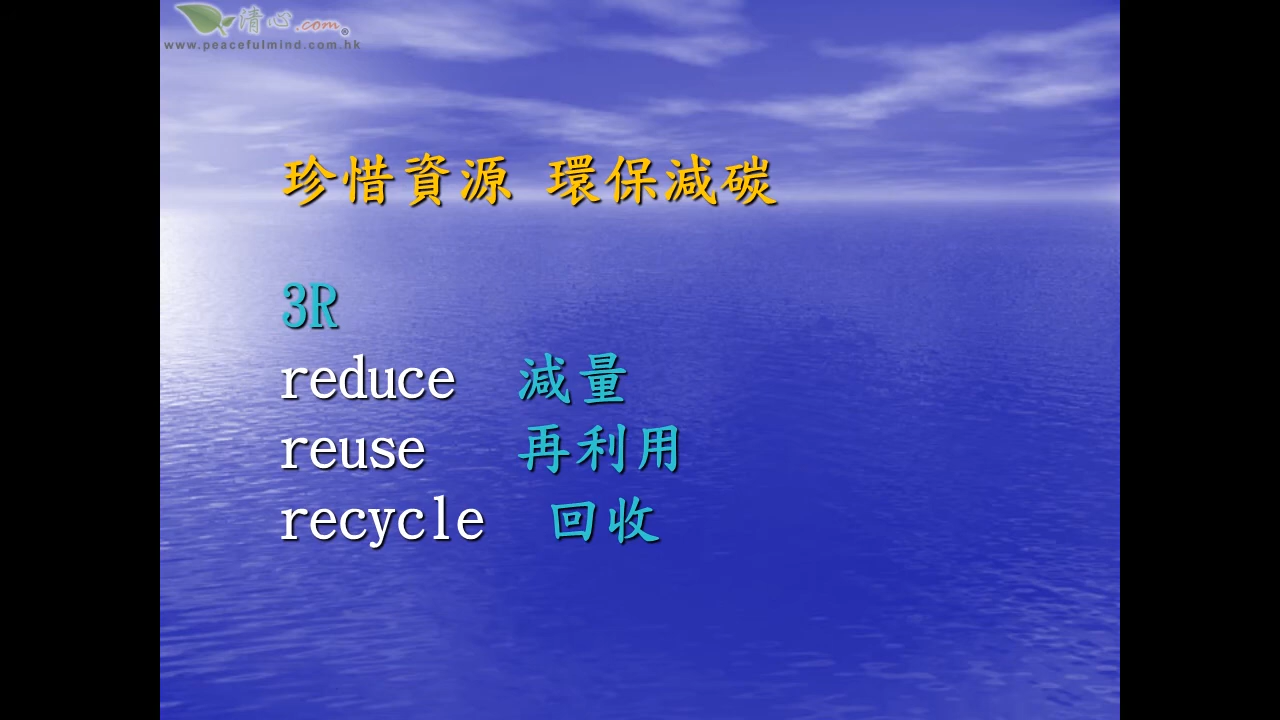 清心.com
www.peacefulmind.com.hk
珍惜資源 環保減碳
3R
reduce 減量
reuse 再利用
recycle 回收